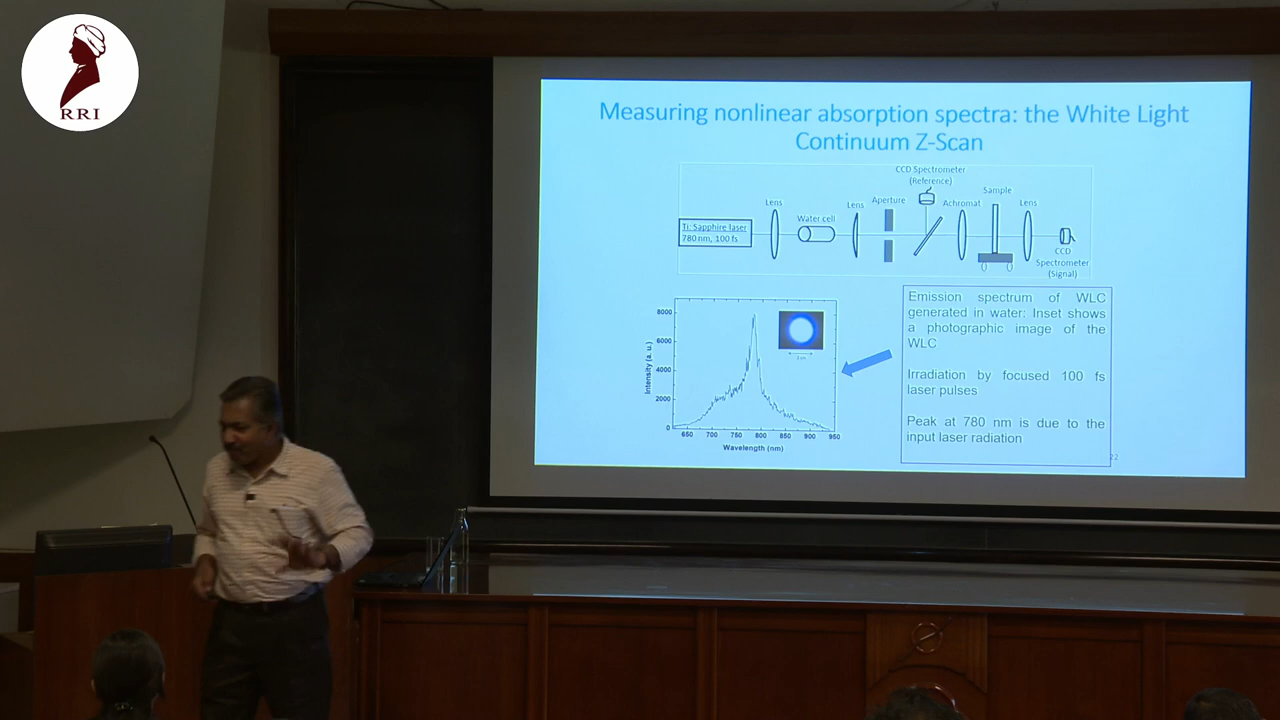 RRI
Measuring nonlinear absorption spectra: the White Light
Continuum Z-Scan
CCD Spectrometer
(Reference)
Lens
Water cell
Lens
Aperture
Achromat
Sample
Lens
Ti: Sapphire laser
780 nm, 100 fs
CCD
Spectrometer
(Signal)
Emission spectrum of WLC
generated in water: Inset shows
a photographic image of the
WLC
Irradiation by focused 100 fs
laser pulses
Peak at 780 nm is due to the
input laser radiation
Intensity (a. u.)
8000
6000
4000
2000
0
650 700 750 800 850 900 950
Wavelength (nm)
22